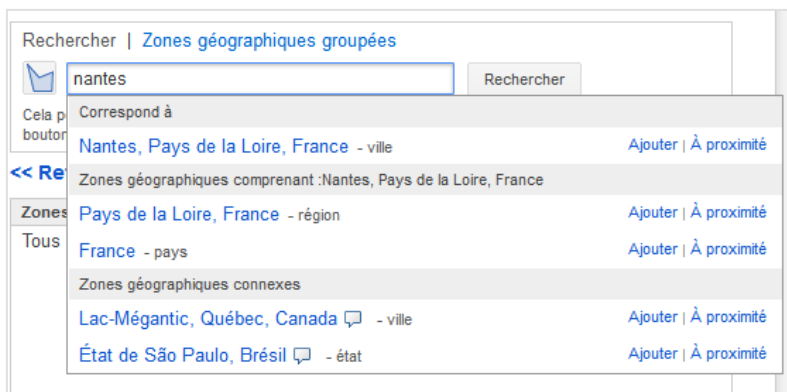 Rechercher | Zones géographiques groupées
nantes Rechercher
Cela p
bouton
Correspond à
Nantes, Pays de la Loire, France - ville Ajouter | À proximité
<< Re
Zones géographiques comprenant :Nantes, Pays de la Loire, France
Zones
Pays de la Loire, France - région Ajouter | À proximité
Tous
France - pays Ajouter | À proximité
Zones géographiques connexes
Lac-Mégantic, Québec, Canada - ville Ajouter | À proximité
État de São Paulo, Brésil - état Ajouter | À proximité